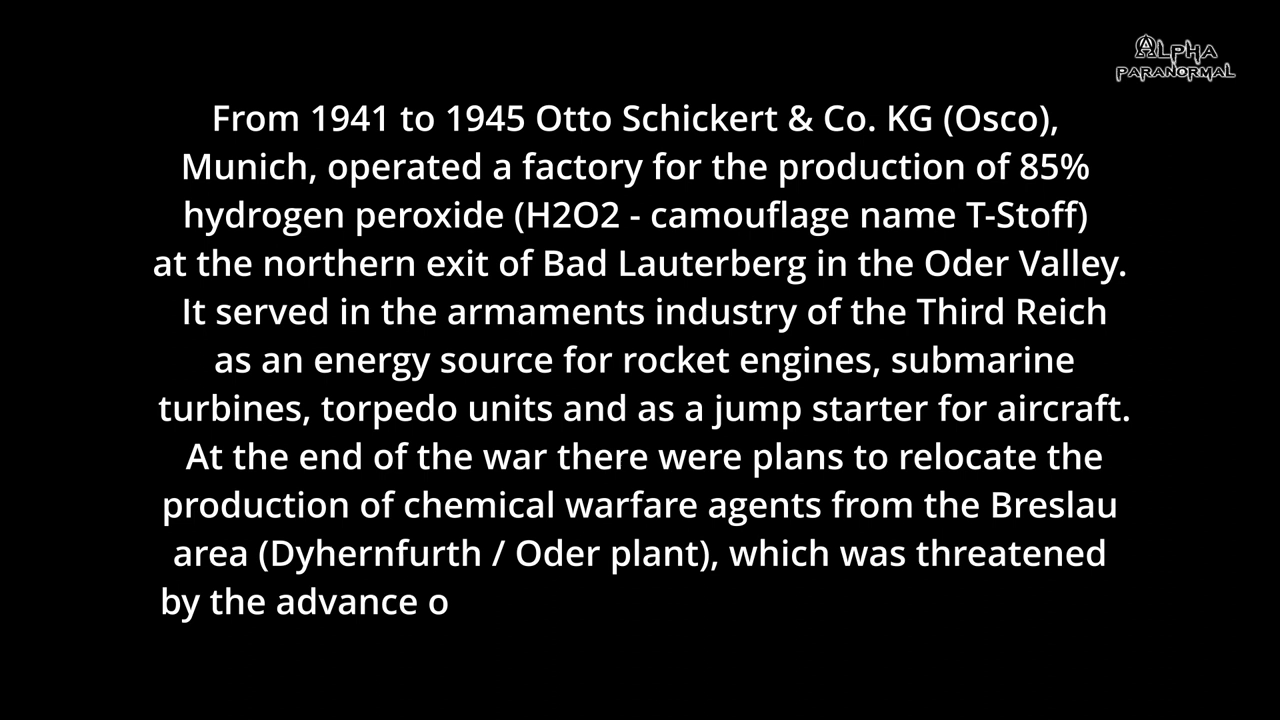 ALPHA
PARANORMAL
From 1941 to 1945 Otto Schickert & Co. KG (Osco),
Munich, operated a factory for the production of 85%
hydrogen peroxide (H2O2 - camouflage name T-Stoff)
at the northern exit of Bad Lauterberg in the Oder Valley.
It served in the armaments industry of the Third Reich
as an energy source for rocket engines, submarine
turbines, torpedo units and as a jump starter for aircraft.
At the end of the war there were plans to relocate the
production of chemical warfare agents from the Breslau
area (Dyhernfurth / Oder plant), which was threatened
by the advance o